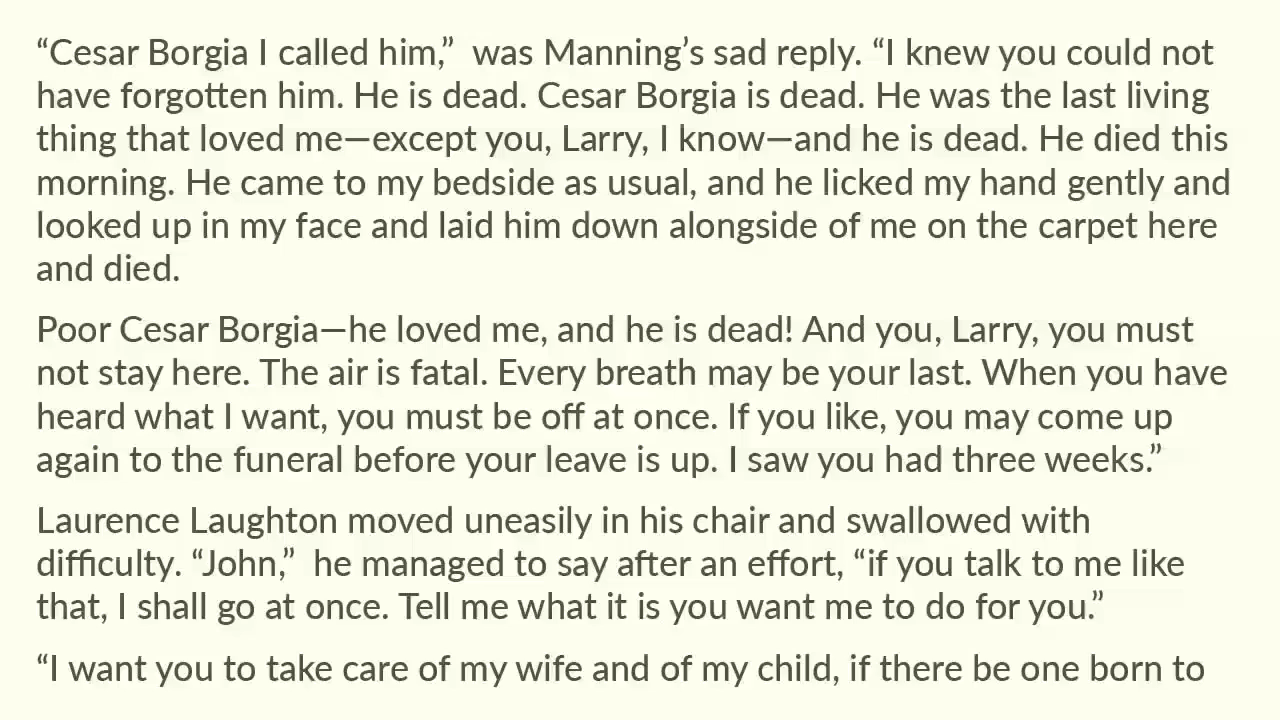 “Cesar Borgia I called him,”  was Manning’s sad reply. “I knew you could not
have forgotten him. He is dead. Cesar Borgia is dead. He was the last living
thing that loved me—except you, Larry, I know—and he is dead. He died this
morning. He came to my bedside as usual, and he licked my hand gently and
looked up in my face and laid him down alongside of me on the carpet here
and died.
Poor Cesar Borgia—he loved me, and he is dead! And you, Larry, you must
not stay here. The air is fatal. Every breath may be your last. When you have
heard what I want, you must be off at once. If you like, you may come up
again to the funeral before your leave is up. I saw you had three weeks.”
Laurence Laughton moved uneasily in his chair and swallowed with
difficulty. “John,”  he managed to say after an effort, “if you talk to me like
that, I shall go at once. Tell me what it is you want me to do for you.”
“I want you to take care of my wife and of my child, if there be one born to